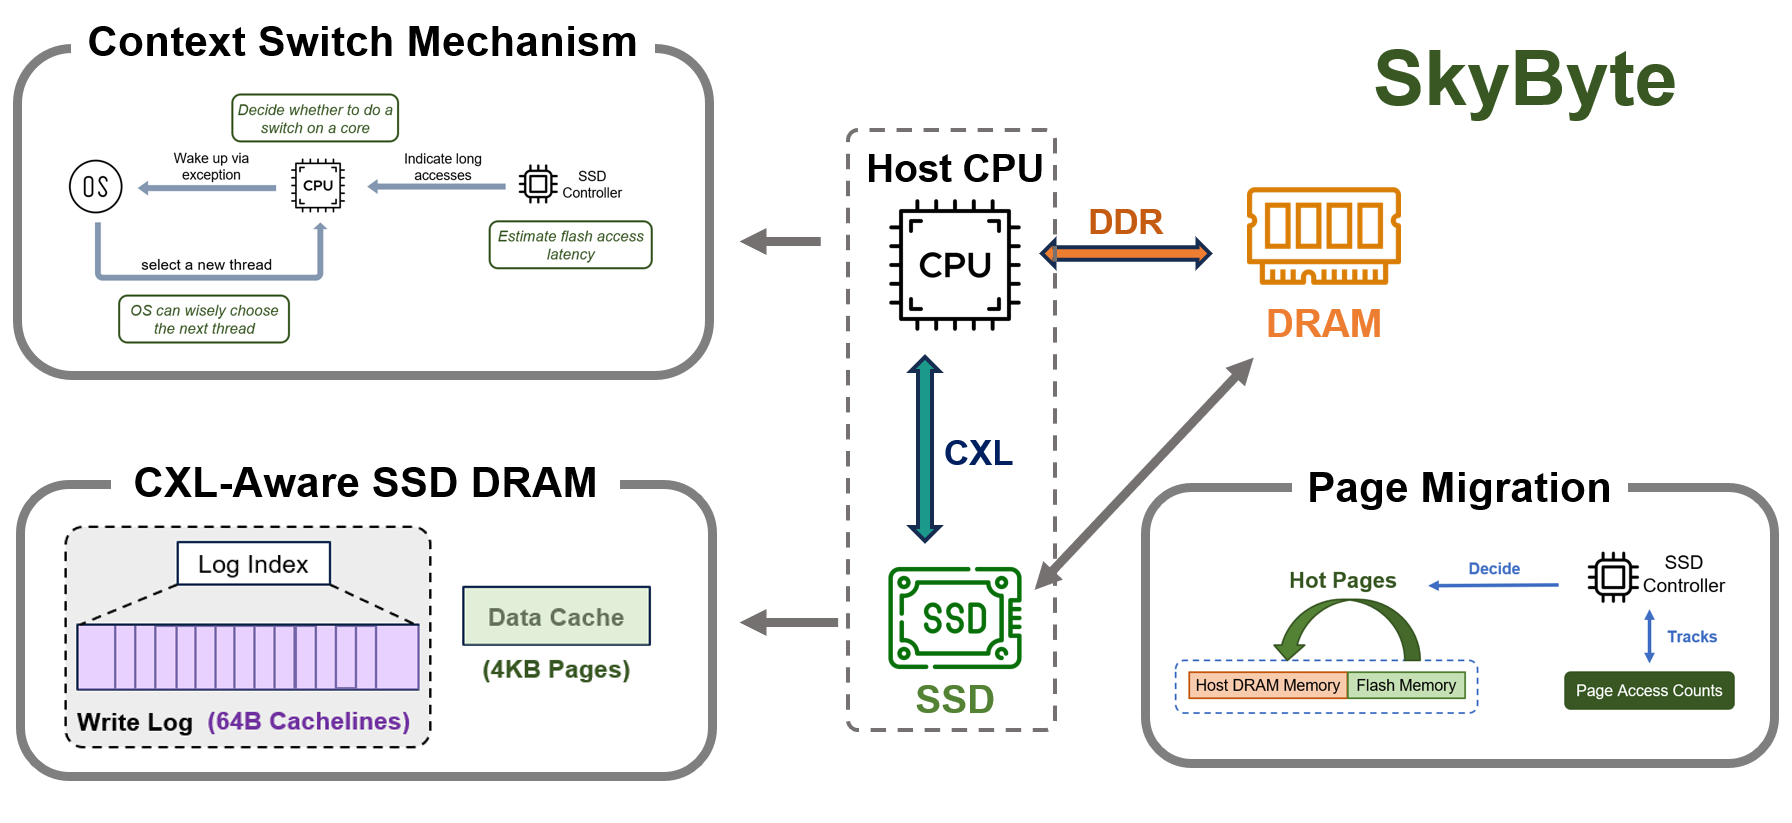 Context Switch Mechanism
Decide whether to do a
switch on a core
Wake up via
exception
Indicate long
accesses
OS
CPU
SSD
Controller
Estimate flash access
latency
select a new thread
OS can wisely choose
the next thread
SkyByte
Host CPU
CPU
DDR
DRAM
CXL
SSD
SSD
CXL-Aware SSD DRAM
Log Index
Write Log (64B Cachelines)
Data Cache
(4KB Pages)
Page Migration
Hot Pages
Decide
SSD
Controller
Tracks
Host DRAM Memory
Flash Memory
Page Access Counts